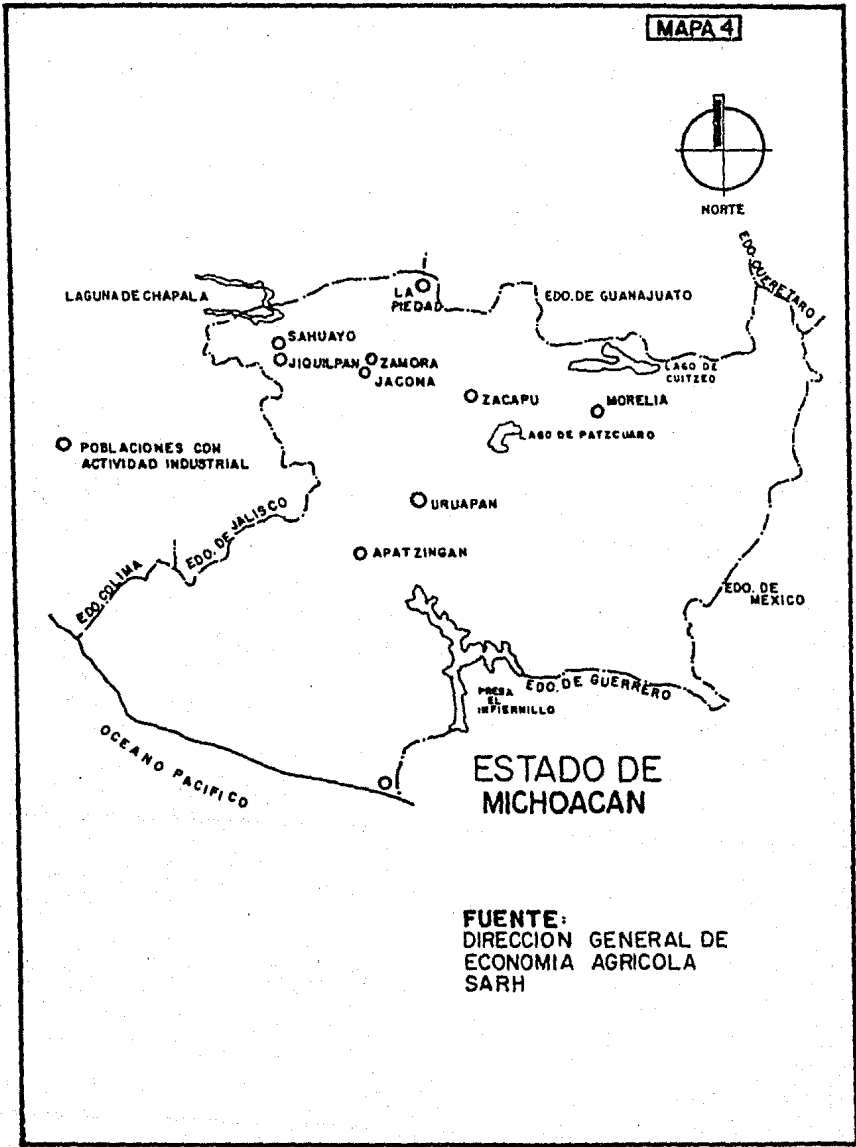 MAPA 4
NORTE
EDO. QUERETARO
LAGUNA DE CHAPALA
LA
PIEDAD
EDO. DE GUANAJUATO
SAHUAYO
JIQUILPAN
ZAMORA
JACONA
LAGO DE
CUITZEO
ZACAPU
MORELIA
LAGO DE PATZCUARO
POBLACIONES CON
ACTIVIDAD INDUSTRIAL
URUAPAN
EDO. DE JALISCO
APATZINGAN
EDO. COLIMA
EDO. DE
MEXICO
PRESA
EL
INFIERNILLO
EDO. DE GUERRERO
OCEANO PACIFICO
ESTADO DE
MICHOACAN
FUENTE:
DIRECCION GENERAL DE
ECONOMIA AGRICOLA
SARH